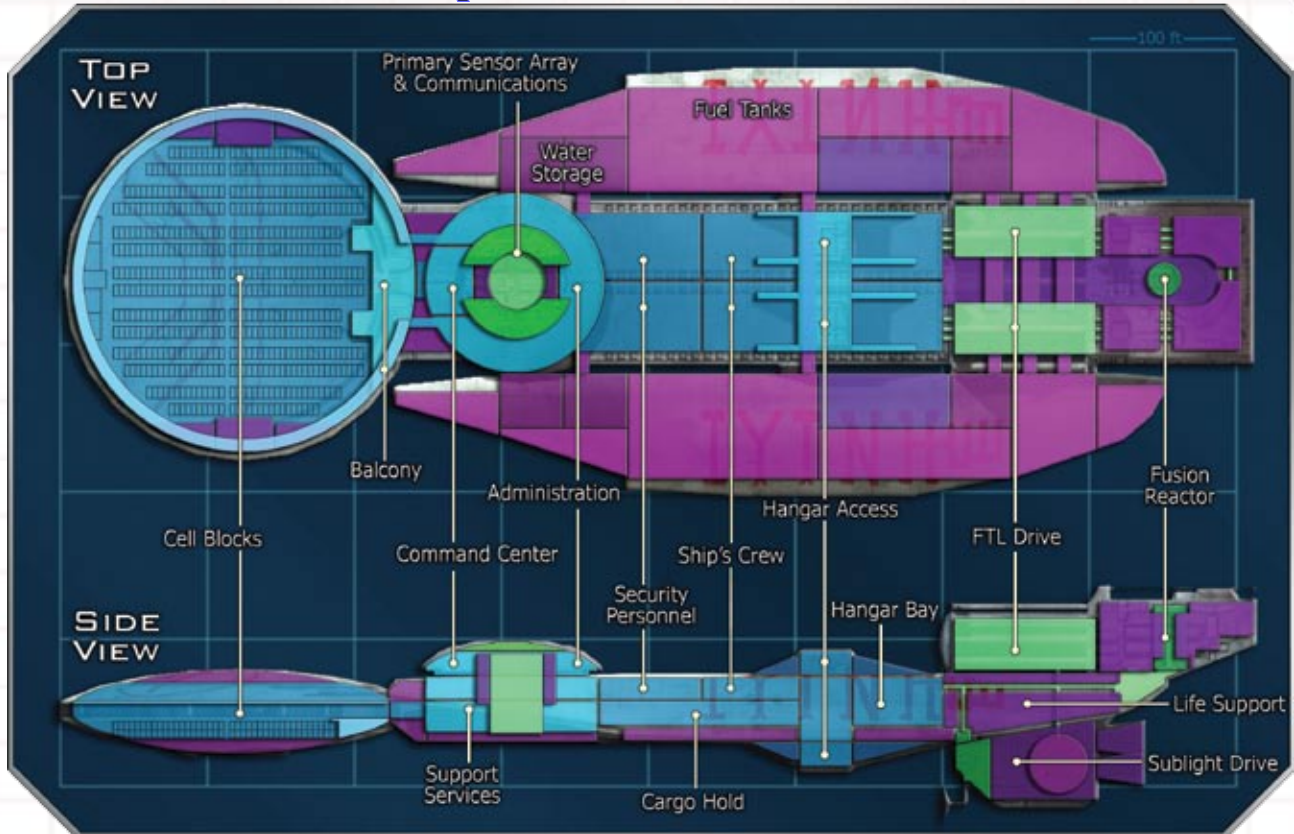 TOP
VIEW
100 ft
Primary Sensor Array
& Communications
Fuel Tanks
Water
Storage
Balcony
Administration
Hangar Access
Fusion
Reactor
Cell Blocks
Command Center
Ship's Crew
FTL Drive
Security
Personnel
Hangar Bay
SIDE
VIEW
Life Support
Sublight Drive
Support
Services
Cargo Hold